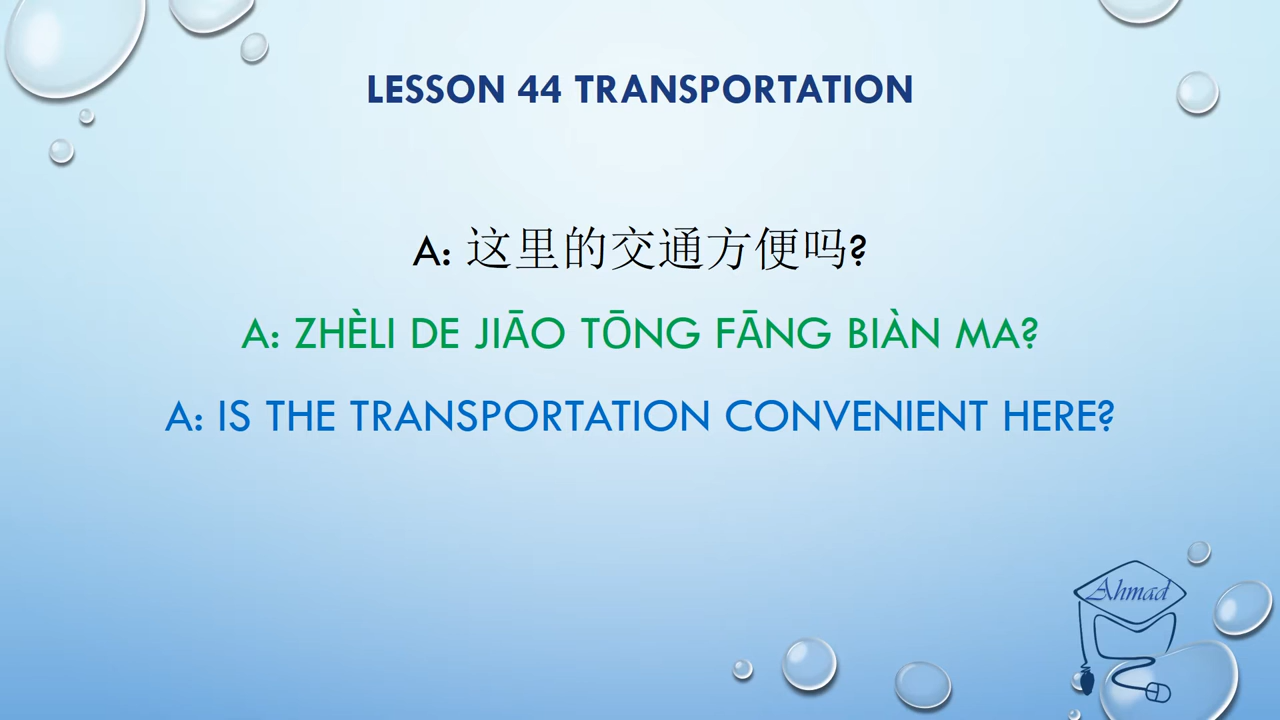 LESSON 44 TRANSPORTATION
A: 这里的交通方便吗?
A: ZHÈLI DE JIĀO TŌNG FĀNG BIÀN MA?
A: IS THE TRANSPORTATION CONVENIENT HERE?
Ahmad